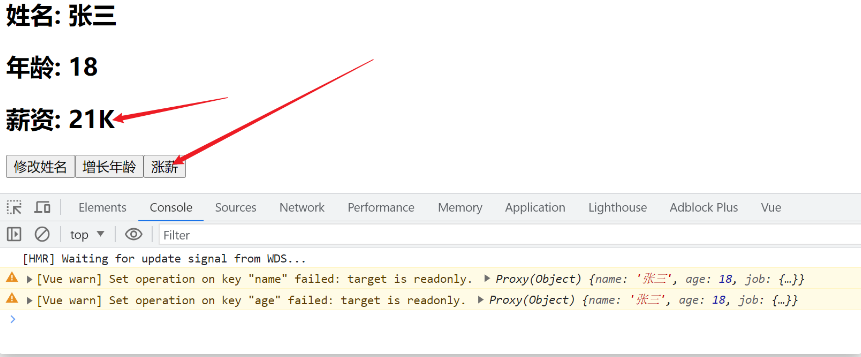 姓名: 张三
年龄: 18
薪资: 21K
修改姓名 增长年龄 涨薪
Elements Console Sources Network Performance Memory Application Lighthouse Adblock Plus Vue
top Filter
[HMR] Waiting for update signal from WDS...
[Vue warn] Set operation on key "name" failed: target is readonly. Proxy(Object) {name: '张三', age: 18, job: {…}}
[Vue warn] Set operation on key "age" failed: target is readonly. Proxy(Object) {name: '张三', age: 18, job: {…}}